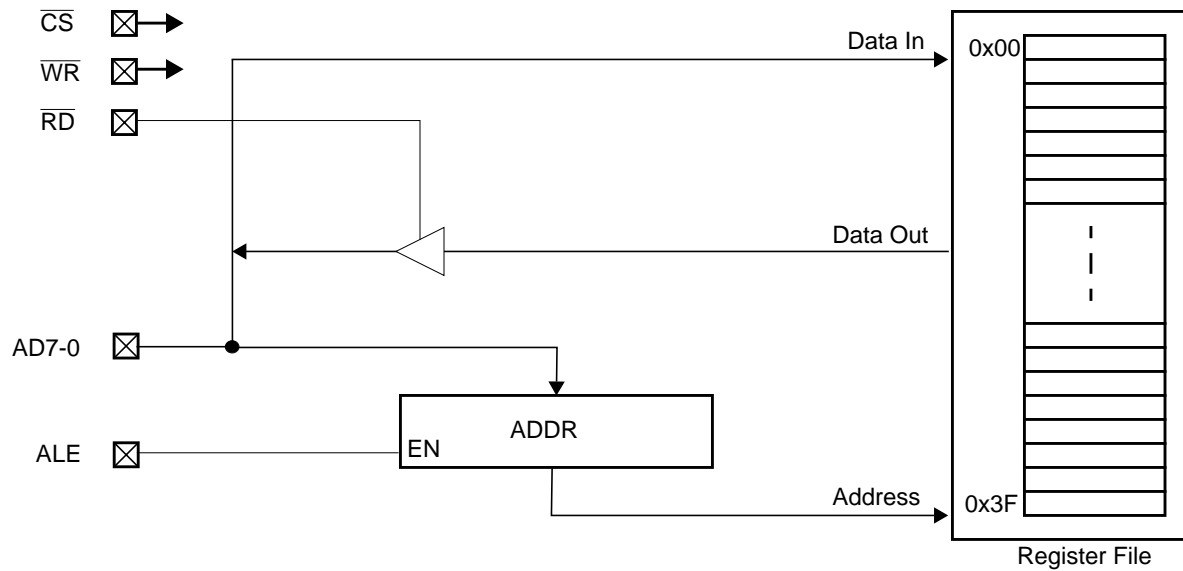 CS
Data In
0x00
WR
RD
Data Out
AD7-0
ADDR
EN
ALE
Address
0x3F
Register File